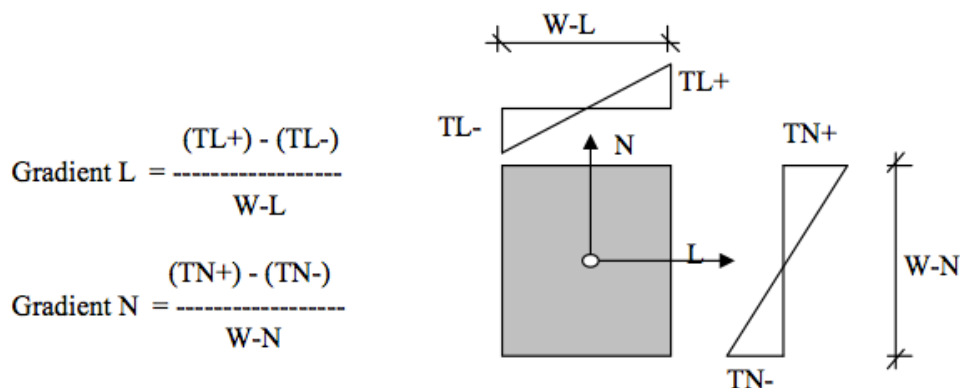 W-L
TL+
TL-
N
TN+
(TL+) - (TL-)
Gradient L = ------------------
W-L
L
W-N
(TN+) - (TN-)
Gradient N = ------------------
W-N
TN-